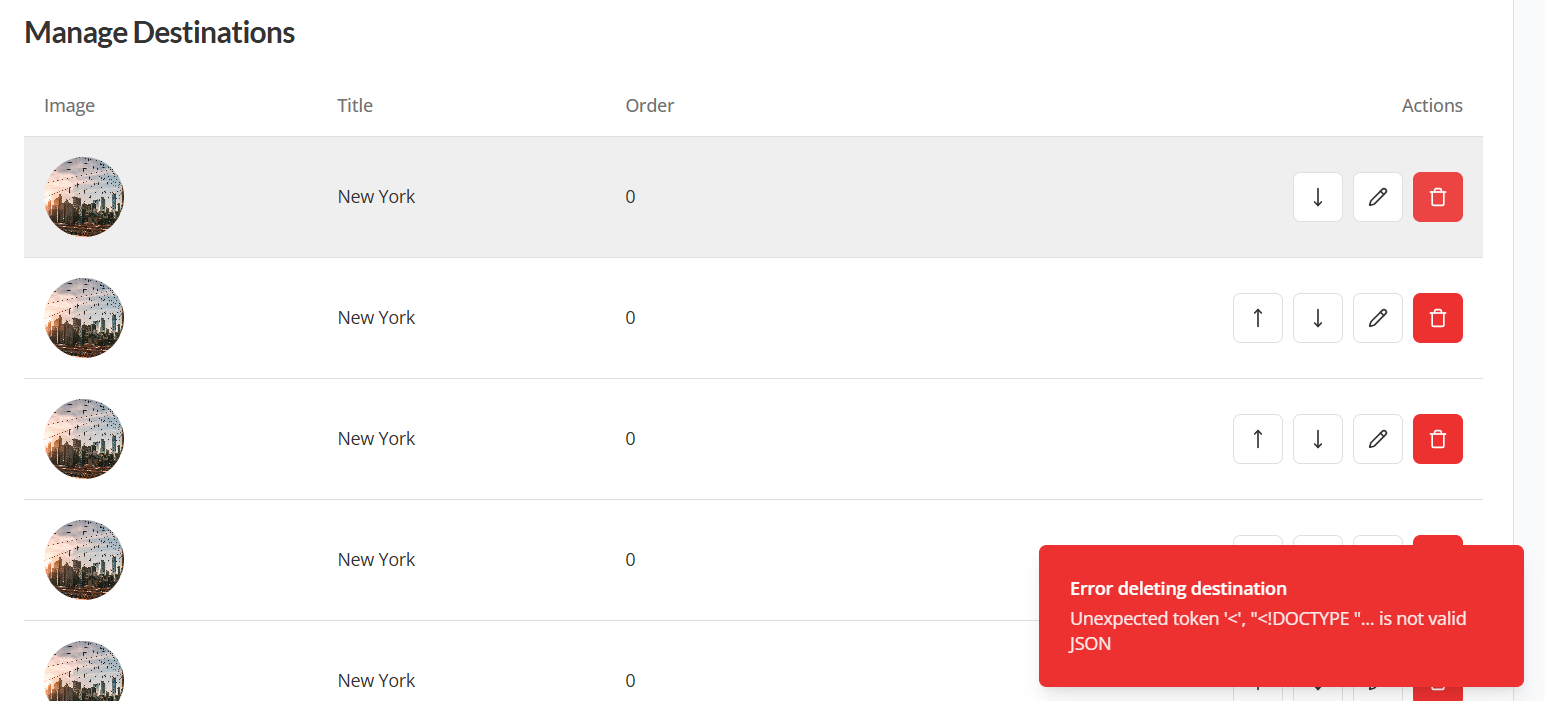 Manage Destinations
Image Title Order Actions
New York 0
New York 0
New York 0
New York 0
Error deleting destination
Unexpected token '<', "<!DOCTYPE "... is not valid
JSON
New York 0